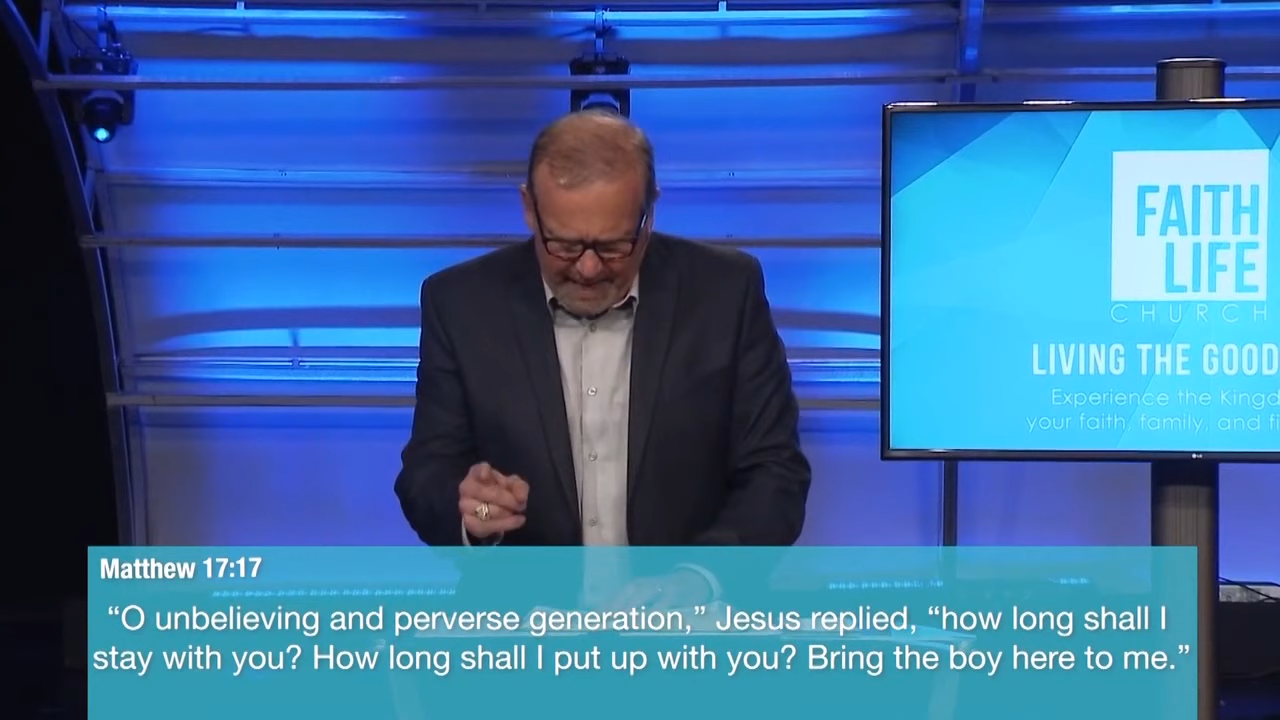 FAITH
LIFE
CHURCH
LIVING THE GOOD
Experience the
your faith, family, and
Matthew 17:17
“O unbelieving and perverse generation,” Jesus replied, “how long shall I
stay with you? How long shall I put up with you? Bring the boy here to me.”